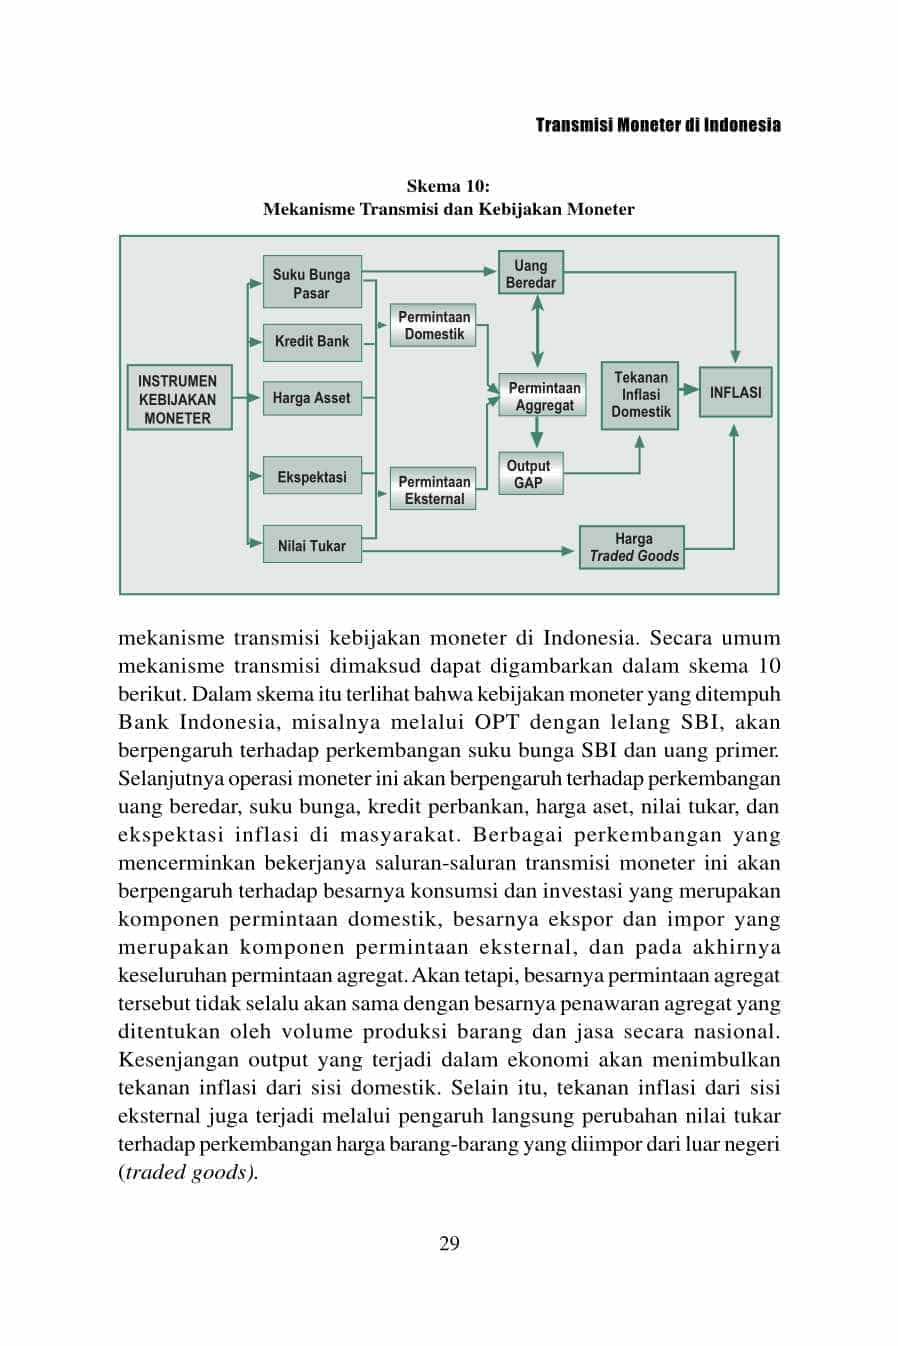 Transmisi Moneter di Indonesia
Skema 10:
Mekanisme Transmisi dan Kebijakan Moneter
Suku Bunga
Pasar
Uang
Beredar
Permintaan
Domestik
Kredit Bank
INSTRUMEN
KEBIJAKAN
MONETER
Harga Asset
Permintaan
Aggregat
Tekanan
Inflasi
Domestik
INFLASI
Ekspektasi
Permintaan
Eksternal
Output
GAP
Nilai Tukar
Harga
Traded Goods
mekanisme transmisi kebijakan moneter di Indonesia. Secara umum
mekanisme transmisi dimaksud dapat digambarkan dalam skema 10
berikut. Dalam skema itu terlihat bahwa kebijakan moneter yang ditempuh
Bank Indonesia, misalnya melalui OPT dengan lelang SBI, akan
berpengaruh terhadap perkembangan suku bunga SBI dan uang primer.
Selanjutnya operasi moneter ini akan berpengaruh terhadap perkembangan
uang beredar, suku bunga, kredit perbankan, harga aset, nilai tukar, dan
ekspektasi inflasi di masyarakat. Berbagai perkembangan yang
mencerminkan bekerjanya saluran-saluran transmisi moneter ini akan
berpengaruh terhadap besarnya konsumsi dan investasi yang merupakan
komponen permintaan domestik, besarnya ekspor dan impor yang
merupakan komponen permintaan eksternal, dan pada akhirnya
keseluruhan permintaan agregat. Akan tetapi, besarnya permintaan agregat
tersebut tidak selalu akan sama dengan besarnya penawaran agregat yang
ditentukan oleh volume produksi barang dan jasa secara nasional.
Kesenjangan output yang terjadi dalam ekonomi akan menimbulkan
tekanan inflasi dari sisi domestik. Selain itu, tekanan inflasi dari sisi
eksternal juga terjadi melalui pengaruh langsung perubahan nilai tukar
terhadap perkembangan harga barang-barang yang diimpor dari luar negeri
(traded goods).
29